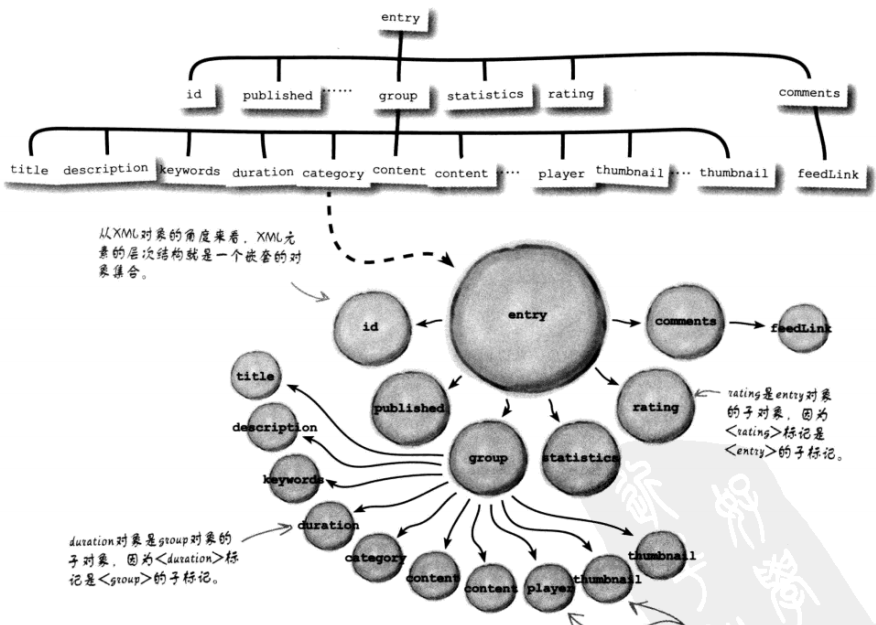 entry
id published ...... group statistics rating comments
title description keywords duration category content content .... player thumbnail .... thumbnail feedLink
从XML对象的角度来看，XML元
素的层次结构就是一个嵌套的对
象集合。
entry
id
comments
feedLink
title
published
rating
rating是entry对象
的子对象，因为
<rating>标记是
<entry>的子标记。
description
group
statistics
keywords
duration
duration对象是group对象的
子对象，因为<duration>标
记是<group>的子标记。
category
content
content
player
thumbnail
thumbnail